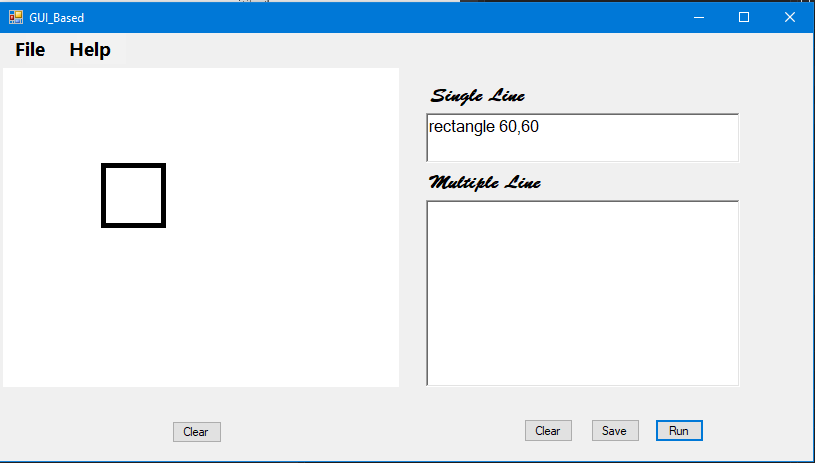 GUI_Based
File Help
Single Line
rectangle 60,60
Multiple Line
Clear
Clear Save Run